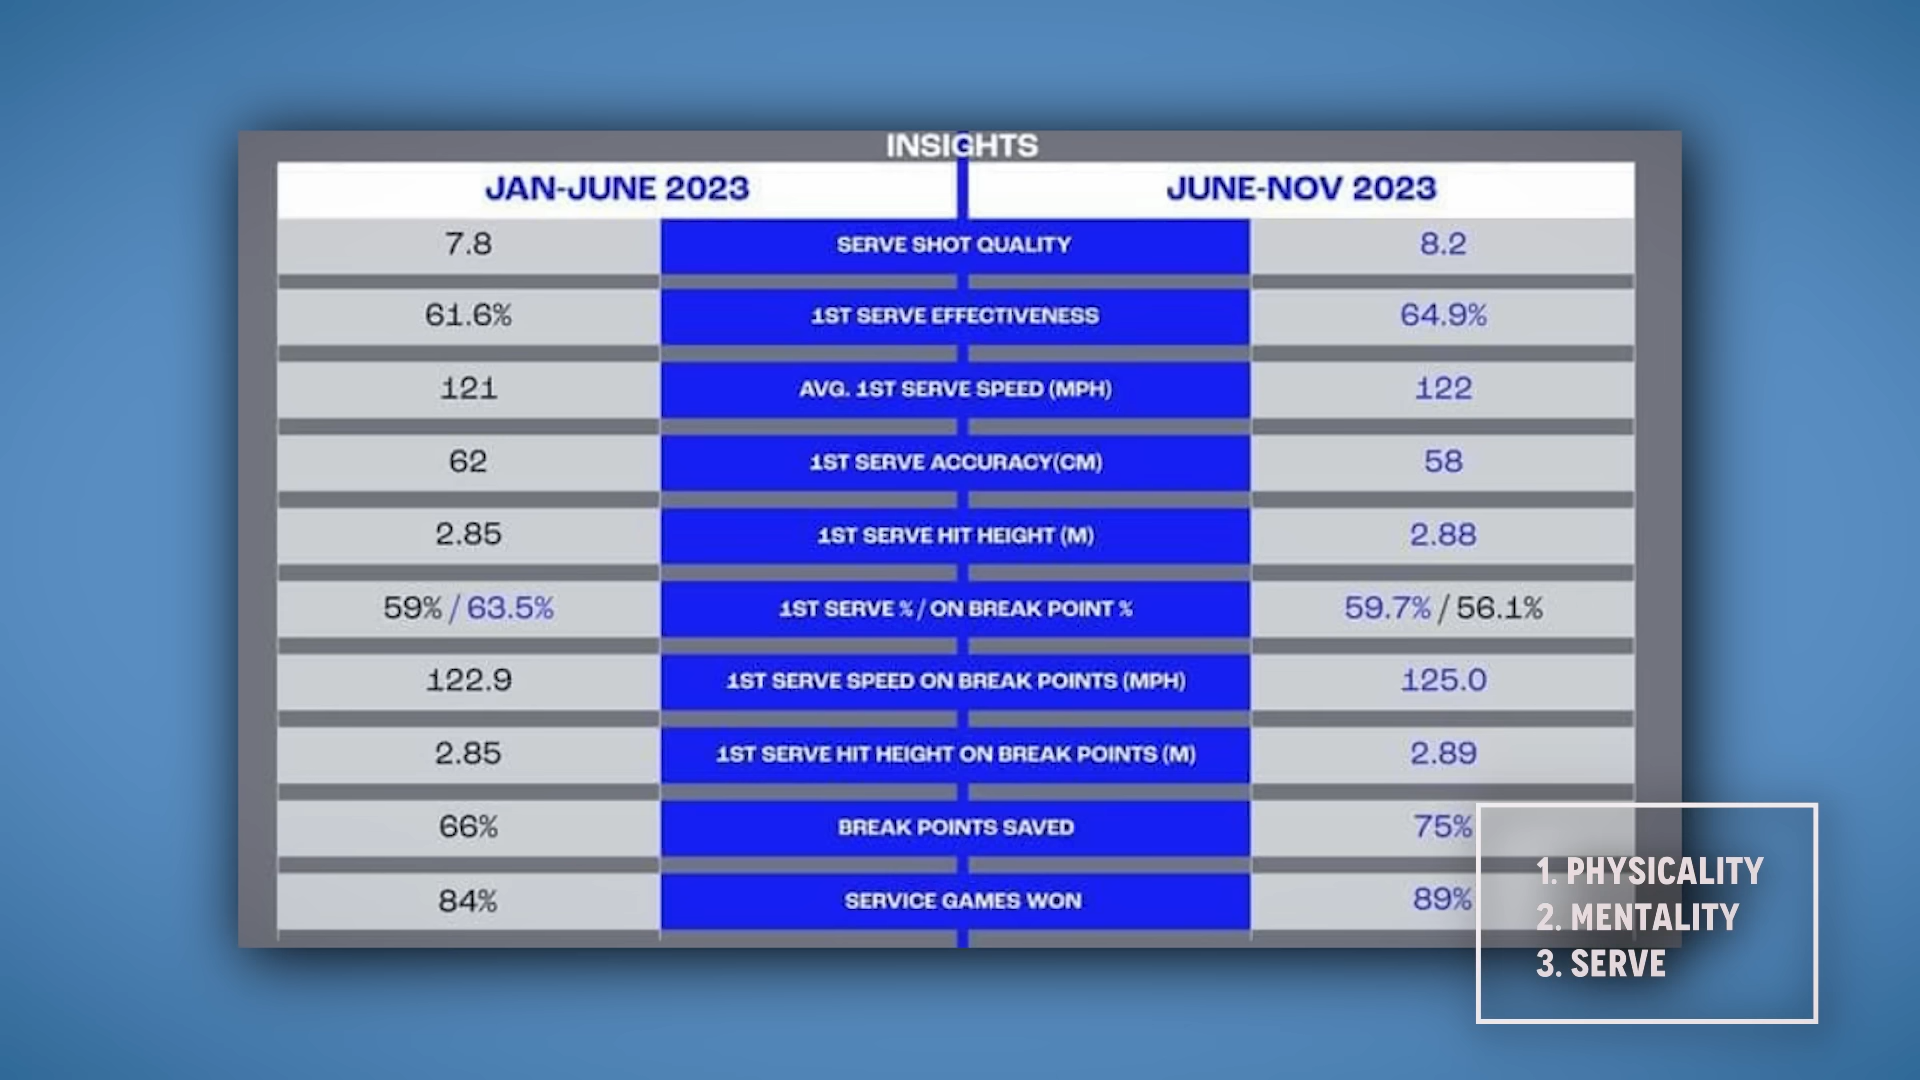 INSIGHTS
JAN-JUNE 2023 JUNE-NOV 2023
7.8 SERVE SHOT QUALITY 8.2
61.6% 1ST SERVE EFFECTIVENESS 64.9%
121 AVG. 1ST SERVE SPEED (MPH) 122
62 1ST SERVE ACCURACY(CM) 58
2.85 1ST SERVE HIT HEIGHT (M) 2.88
59% / 63.5% 1ST SERVE % / ON BREAK POINT % 59.7% / 56.1%
122.9 1ST SERVE SPEED ON BREAK POINTS (MPH) 125.0
2.85 1ST SERVE HIT HEIGHT ON BREAK POINTS (M) 2.89
66% BREAK POINTS SAVED 75%
84% SERVICE GAMES WON 89%
1. PHYSICALITY
2. MENTALITY
3. SERVE